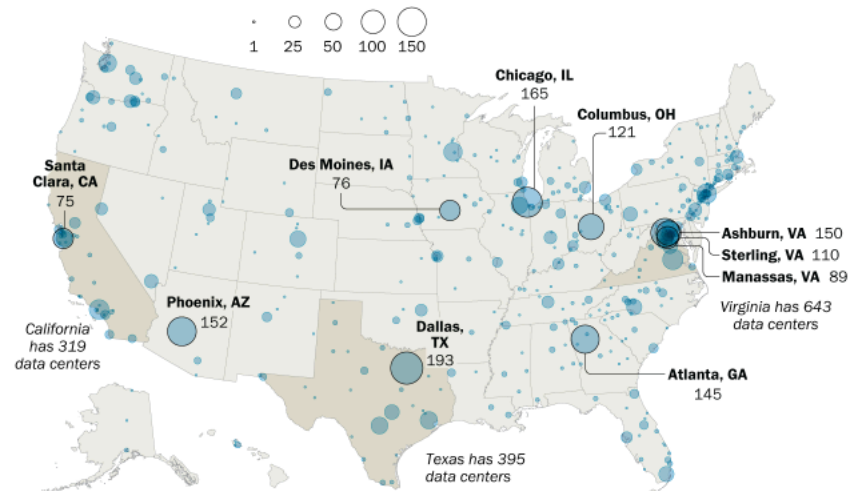 1 25 50 100 150
Chicago, IL
165
Columbus, OH
121
Des Moines, IA
76
Santa
Clara, CA
75
Ashburn, VA 150
Sterling, VA 110
Manassas, VA 89
Virginia has 643
data centers
Phoenix, AZ
152
California
has 319
data centers
Dallas,
TX
193
Atlanta, GA
145
Texas has 395
data centers